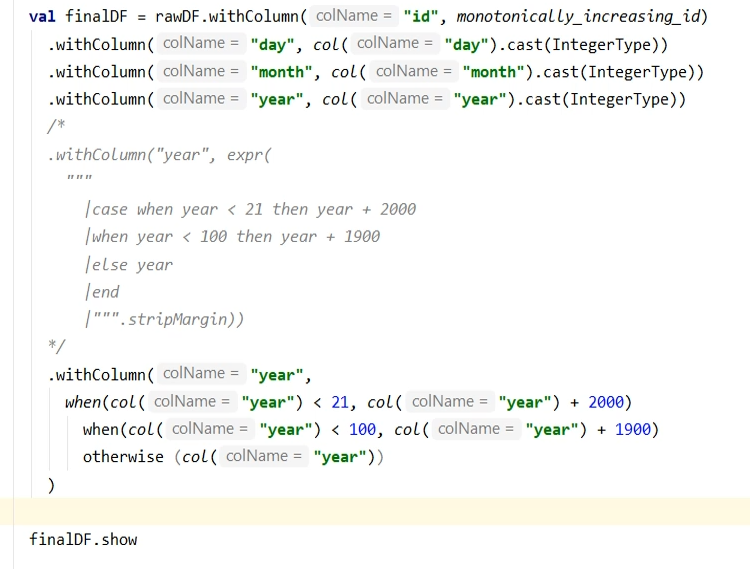 val finalDF = rawDF.withColumn( colName = "id", monotonically_increasing_id)
.withColumn( colName = "day", col( colName = "day").cast(IntegerType))
.withColumn( colName = "month", col( colName = "month").cast(IntegerType))
.withColumn( colName = "year", col( colName = "year").cast(IntegerType))
/*
.withColumn("year", expr(
"""
|case when year < 21 then year + 2000
|when year < 100 then year + 1900
|else year
|end
|""".stripMargin))
*/
.withColumn( colName = "year",
when(col( colName = "year") < 21, col( colName = "year") + 2000)
when(col( colName = "year") < 100, col( colName = "year") + 1900)
otherwise (col( colName = "year"))
)
finalDF.show